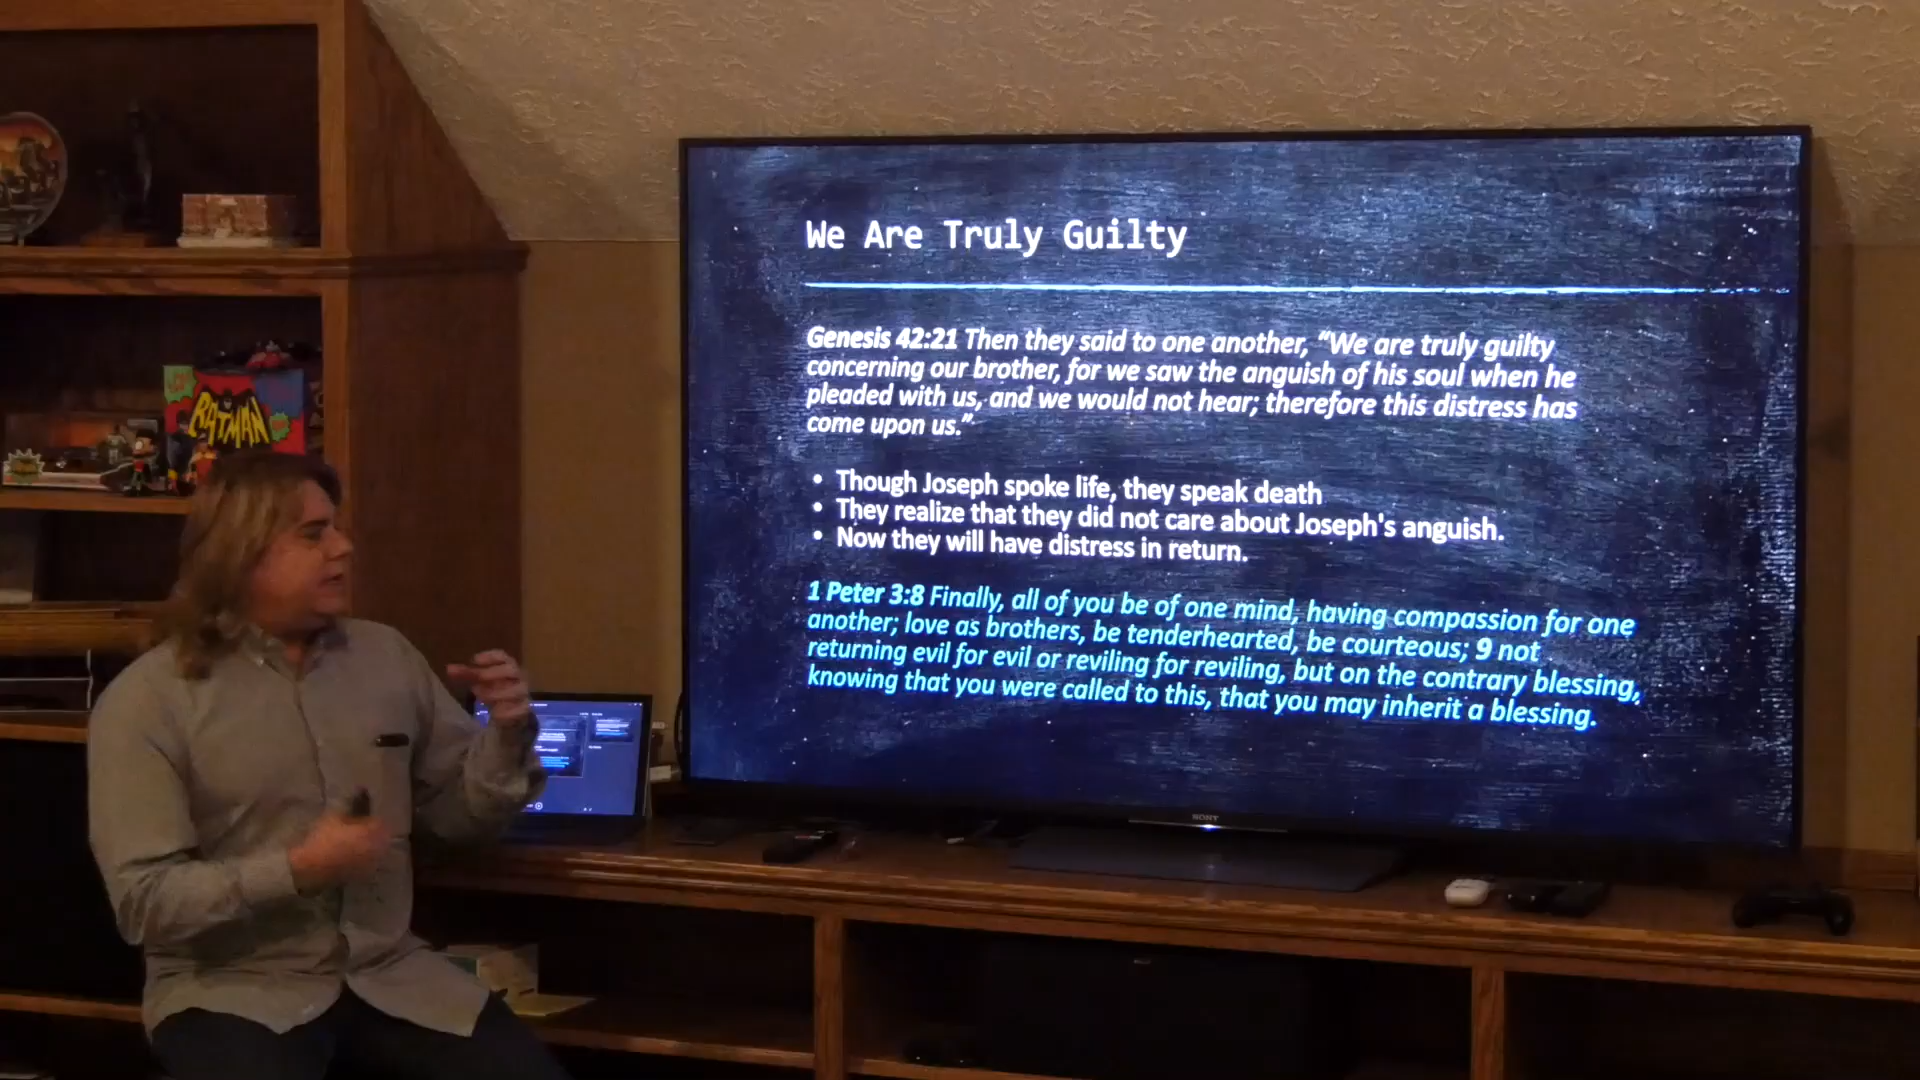 We Are Truly Guilty
Genesis 42:21 Then they said to one another, “We are truly guilty
concerning our brother, for we saw the anguish of his soul when he
pleaded with us, and we would not hear; therefore this distress has
come upon us.”
• Though Joseph spoke life, they speak death
• They realize that they did not care about Joseph's anguish.
• Now they will have distress in return.
1 Peter 3:8 Finally, all of you be of one mind, having compassion for one
another; love as brothers, be tenderhearted, be courteous; 9 not
returning evil for evil or reviling for reviling, but on the contrary blessing,
knowing that you were called to this, that you may inherit a blessing.
BATMAN
SONY